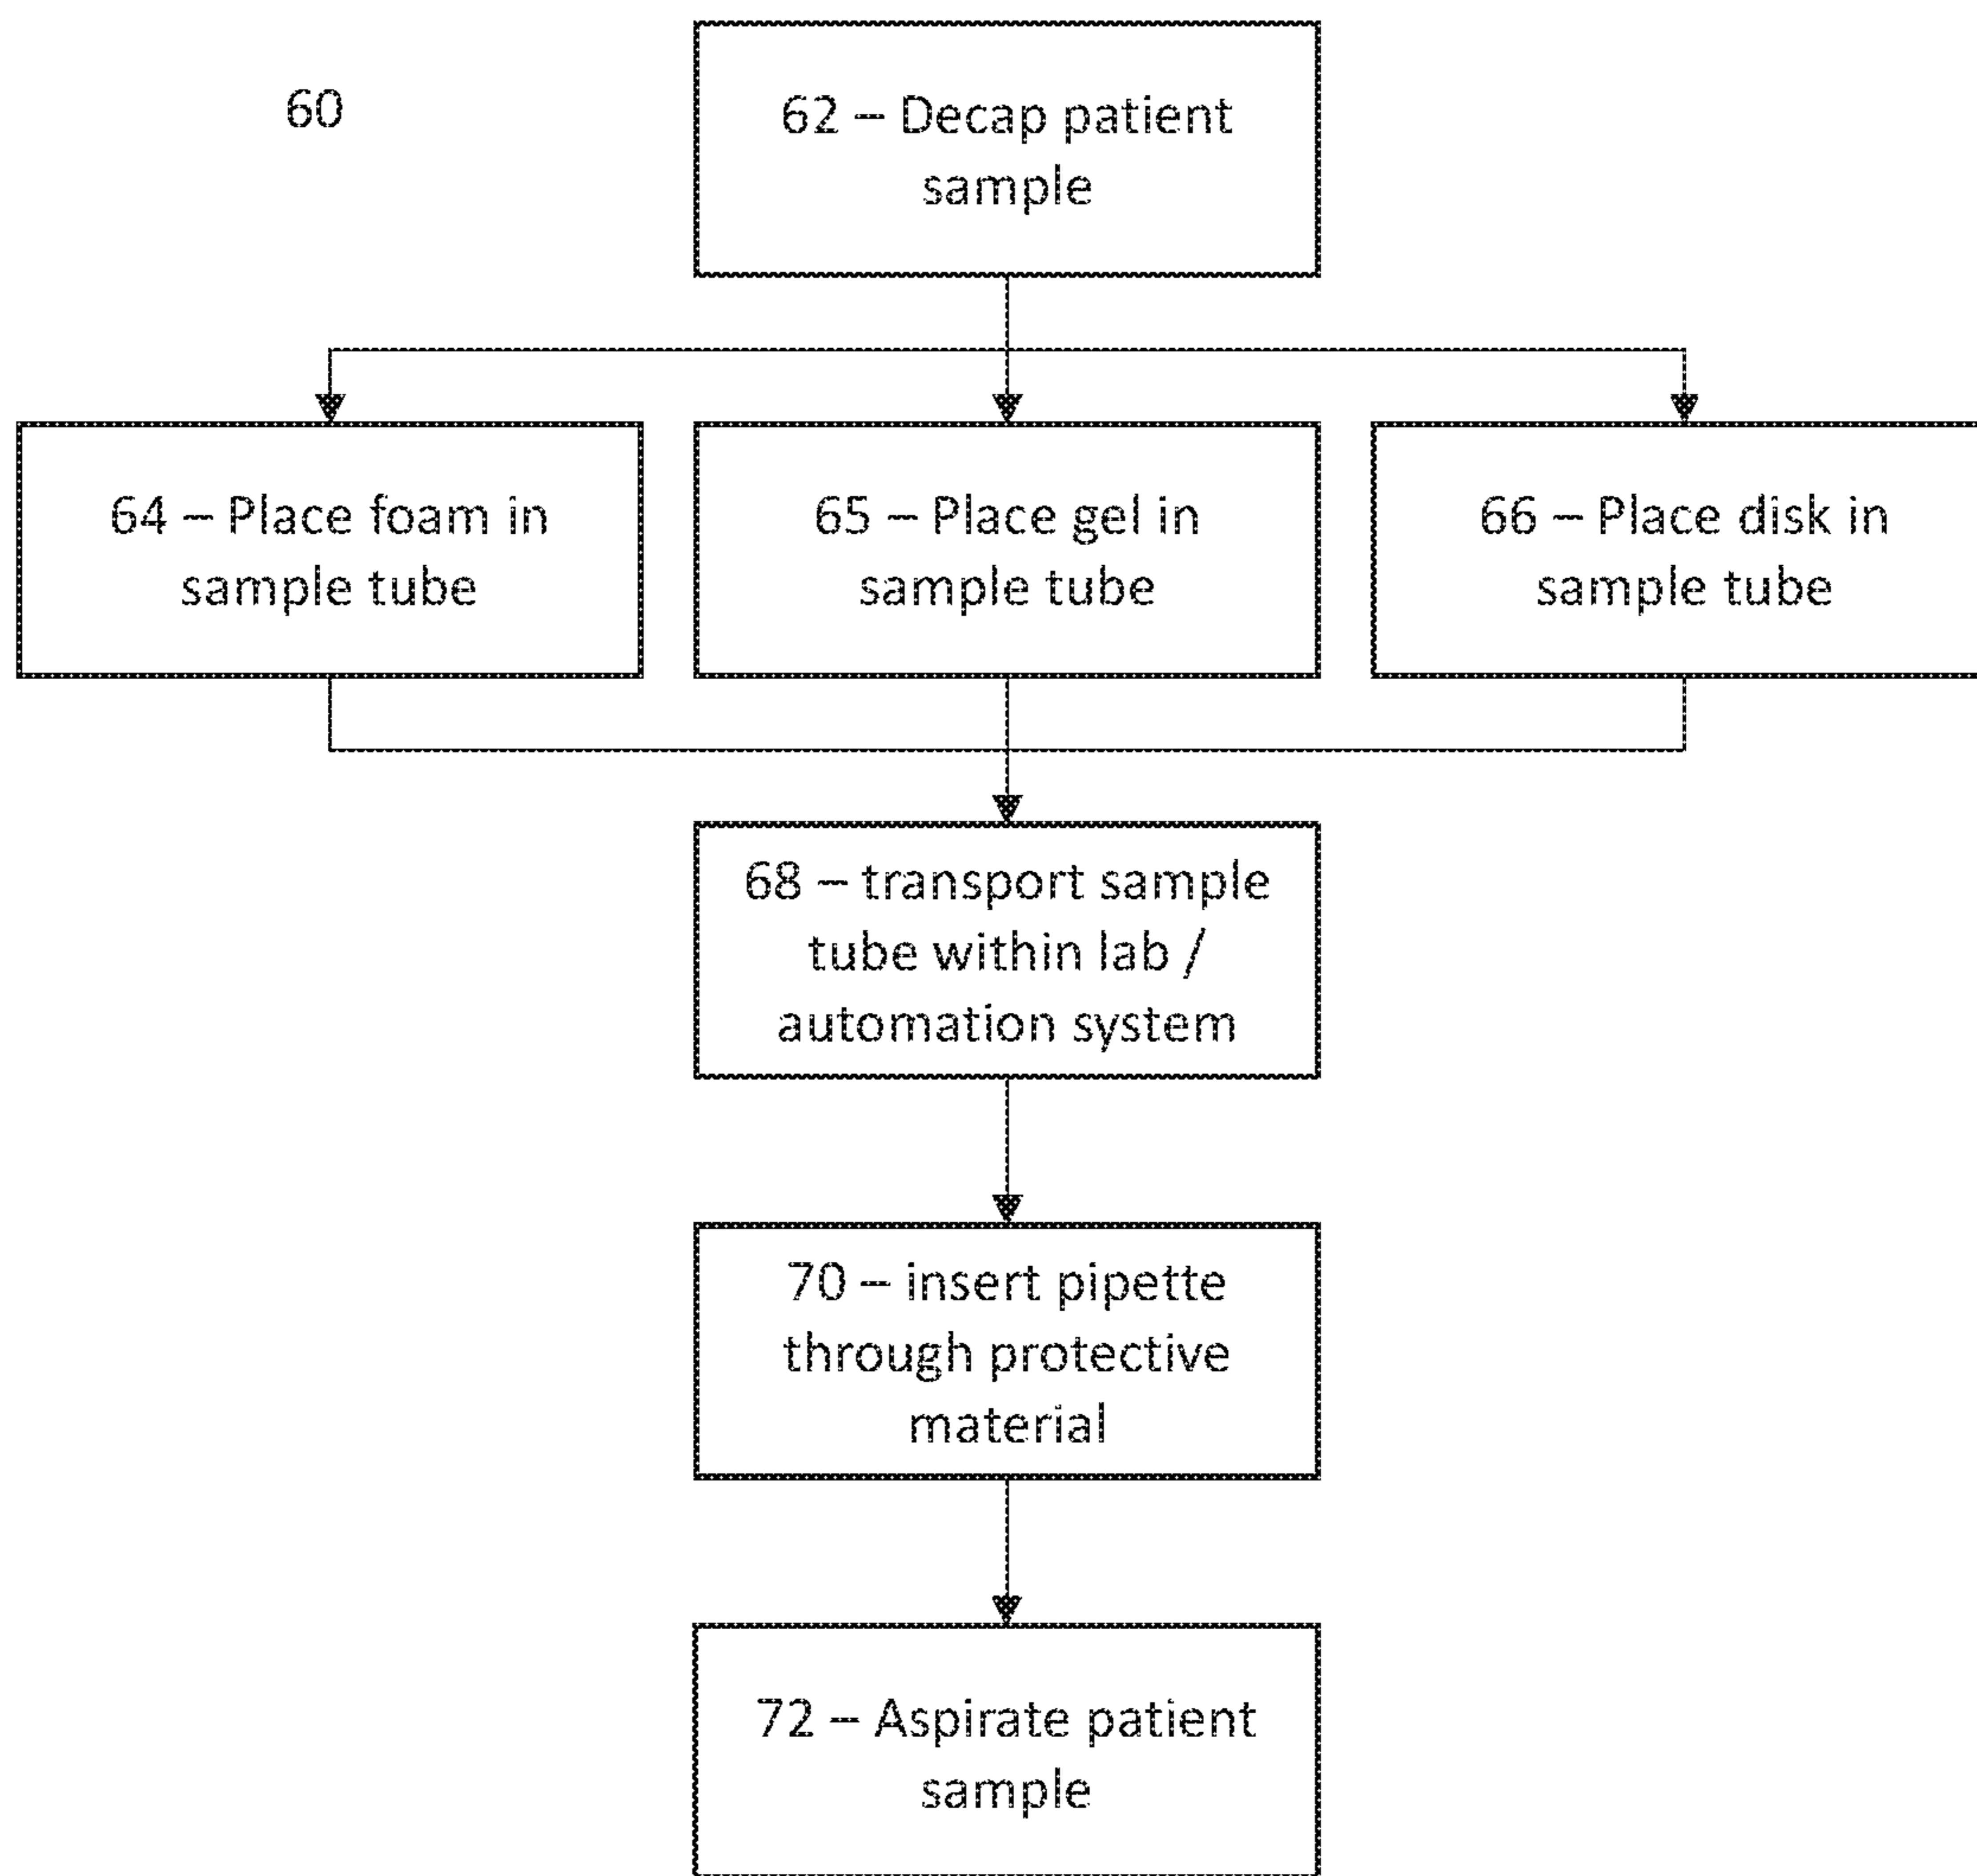 60
62 – Decap patient
sample
64 – Place foam in
sample tube
65 – Place gel in
sample tube
66 – Place disk in
sample tube
68 – transport sample
tube within lab /
automation system
70 – insert pipette
through protective
material
72 – Aspirate patient
sample